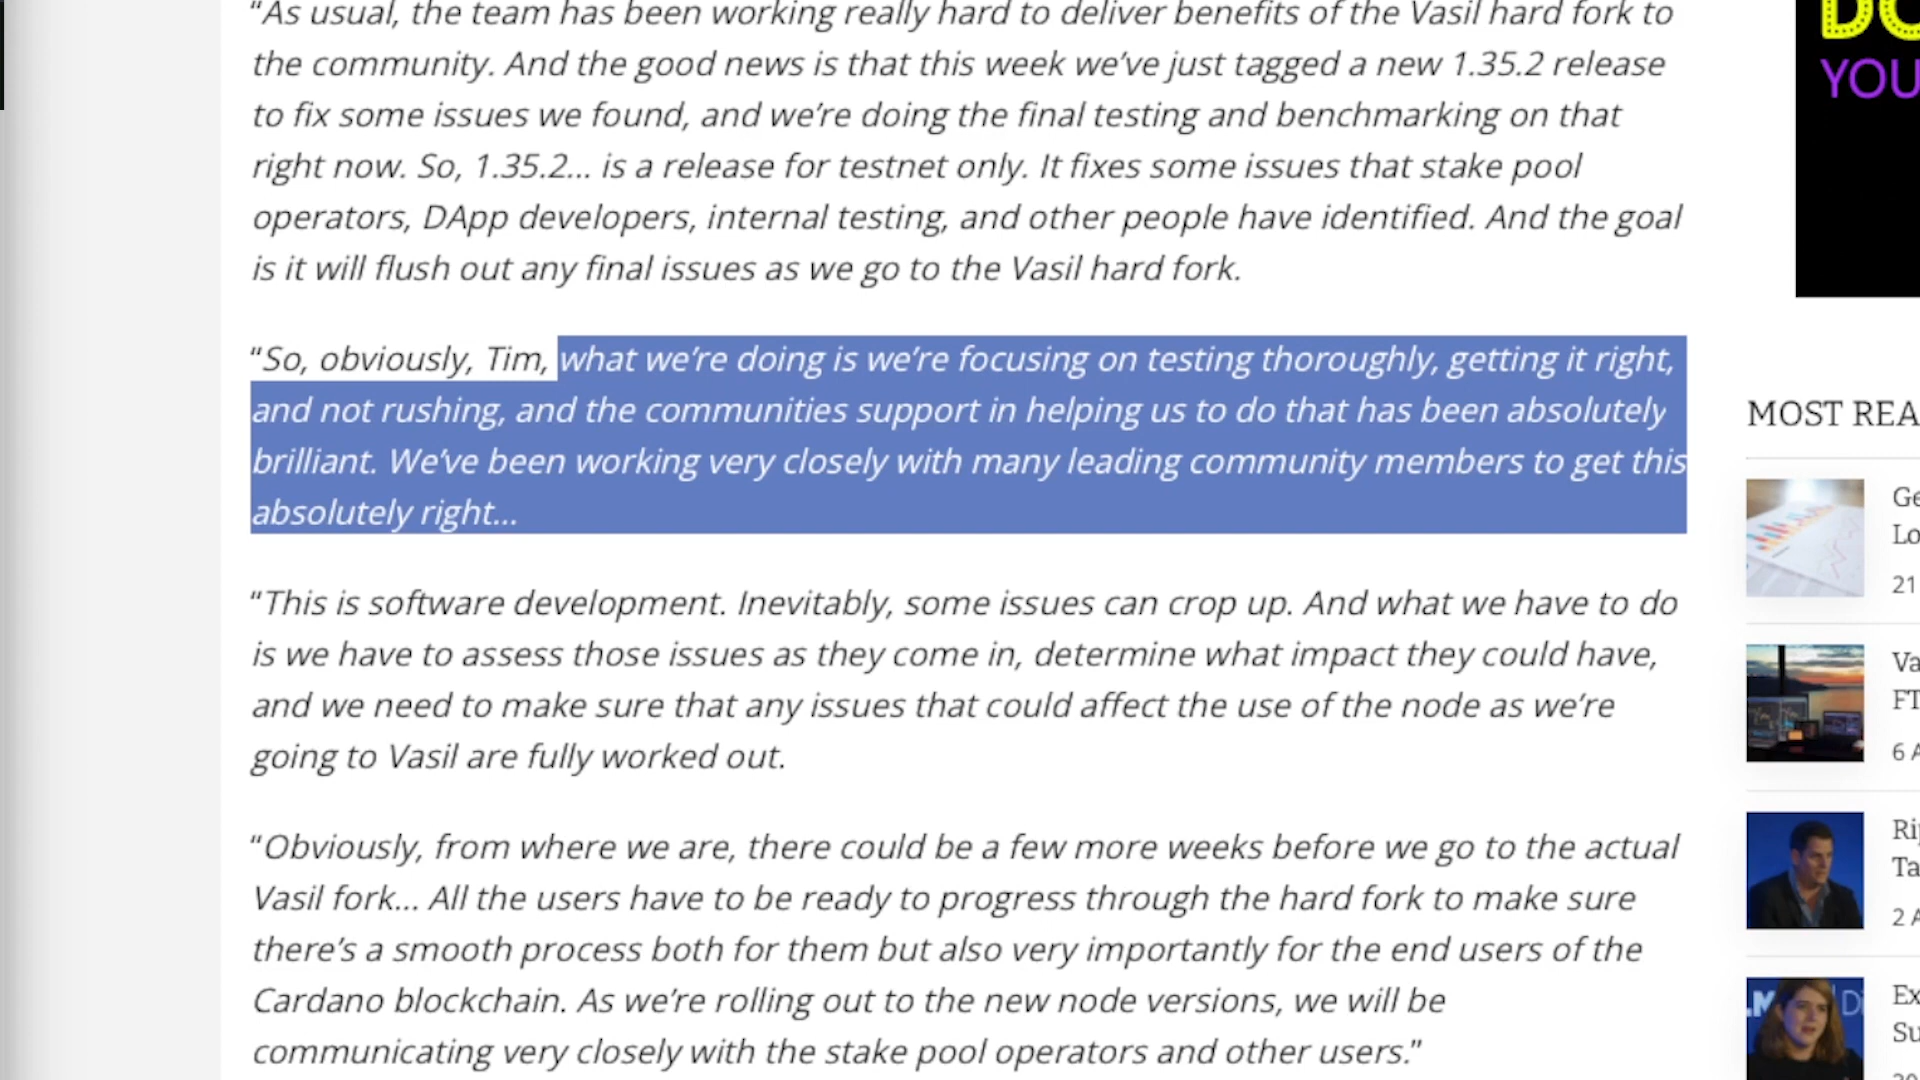 “As usual, the team has been working really hard to deliver benefits of the Vasil hard fork to
the community. And the good news is that this week we’ve just tagged a new 1.35.2 release
to fix some issues we found, and we’re doing the final testing and benchmarking on that
right now. So, 1.35.2… is a release for testnet only. It fixes some issues that stake pool
operators, DApp developers, internal testing, and other people have identified. And the goal
is it will flush out any final issues as we go to the Vasil hard fork.
“So, obviously, Tim, what we’re doing is we’re focusing on testing thoroughly, getting it right,
and not rushing, and the communities support in helping us to do that has been absolutely
brilliant. We’ve been working very closely with many leading community members to get this
absolutely right…
“This is software development. Inevitably, some issues can crop up. And what we have to do
is we have to assess those issues as they come in, determine what impact they could have,
and we need to make sure that any issues that could affect the use of the node as we’re
going to Vasil are fully worked out.
“Obviously, from where we are, there could be a few more weeks before we go to the actual
Vasil fork… All the users have to be ready to progress through the hard fork to make sure
there’s a smooth process both for them but also very importantly for the end users of the
Cardano blockchain. As we’re rolling out to the new node versions, we will be
communicating very closely with the stake pool operators and other users.”
YOU
MOST REA
Ge
Lo
21
Va
FT
6 A
Ri
Ta
2 A
Ex
Su